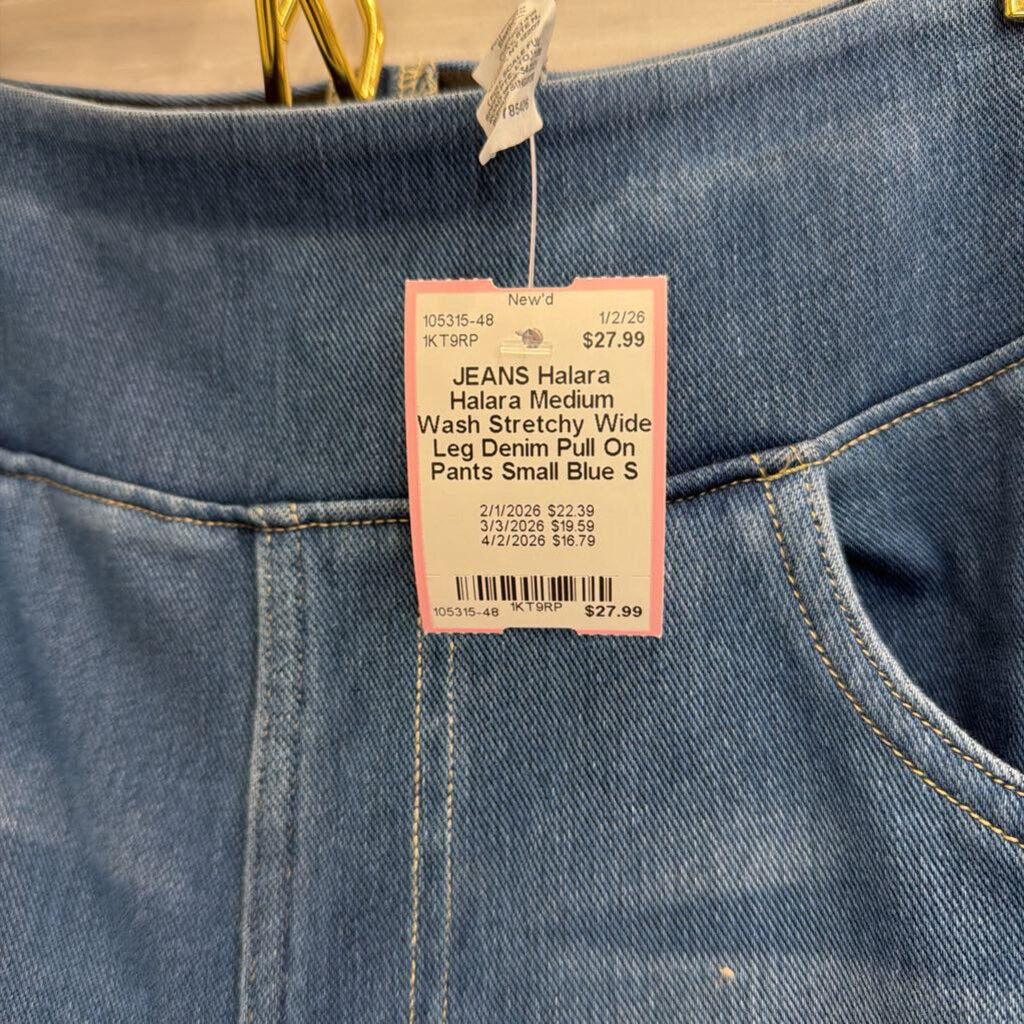 New'd
105315-48 1/2/26
1KT9RP $27.99
JEANS Halara
Halara Medium
Wash Stretchy Wide
Leg Denim Pull On
Pants Small Blue S
2/1/2026 $22.39
3/3/2026 $19.59
4/2/2026 $16.79
105315-48 1KT9RP $27.99